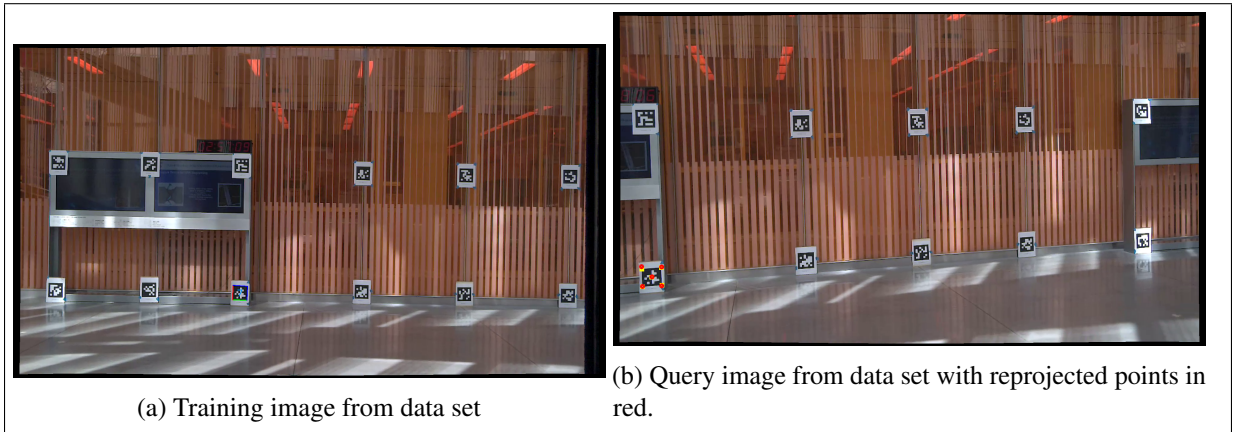 (a) Training image from data set
(b) Query image from data set with reprojected points in
red.